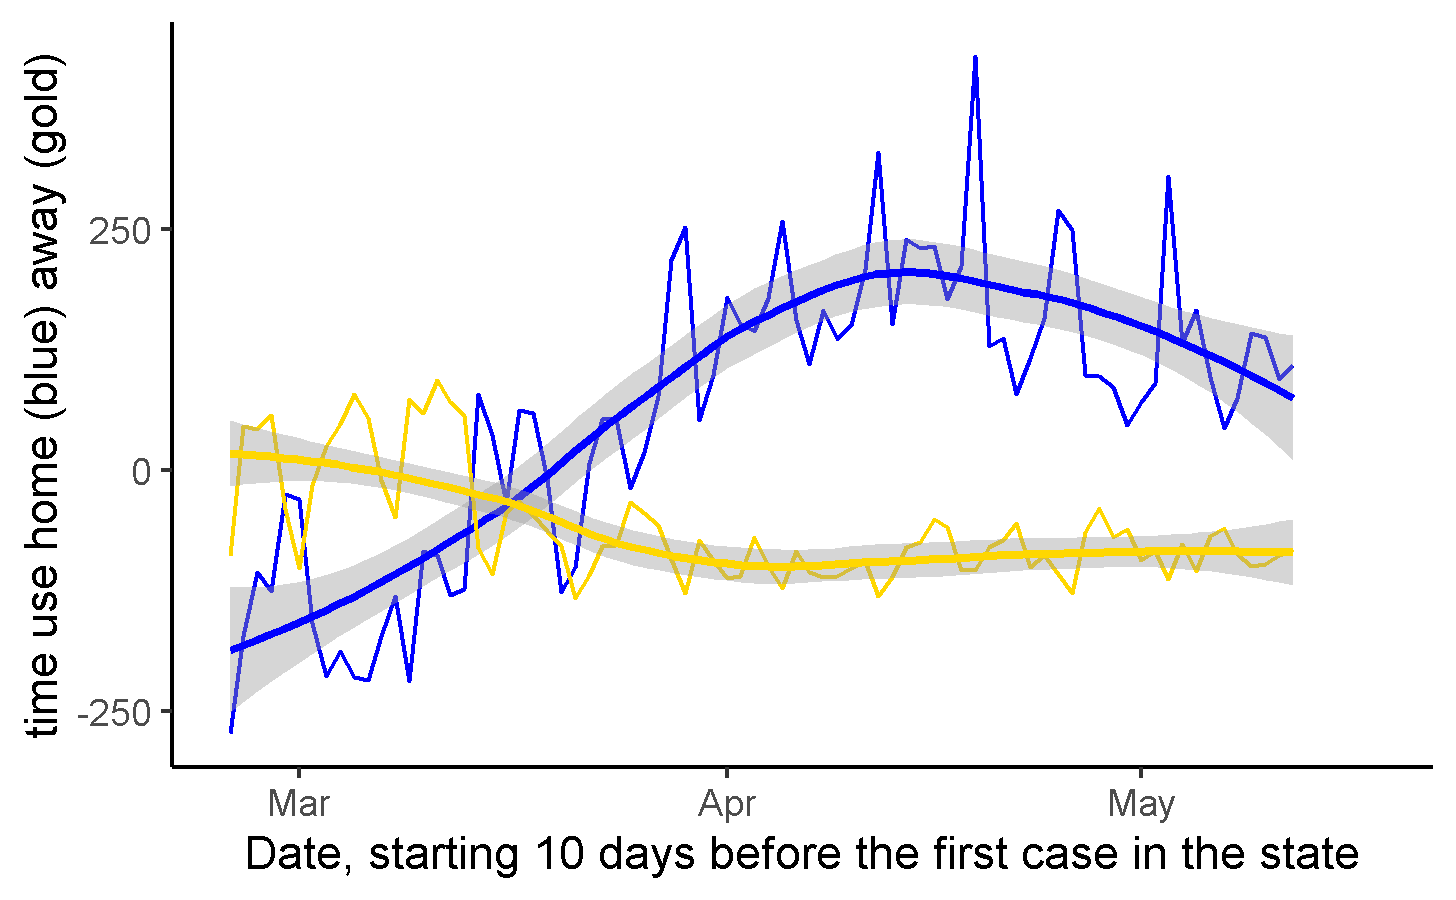 time use home (blue) away (gold)
250
0
-250
Mar
Apr
May
Date, starting 10 days before the first case in the state